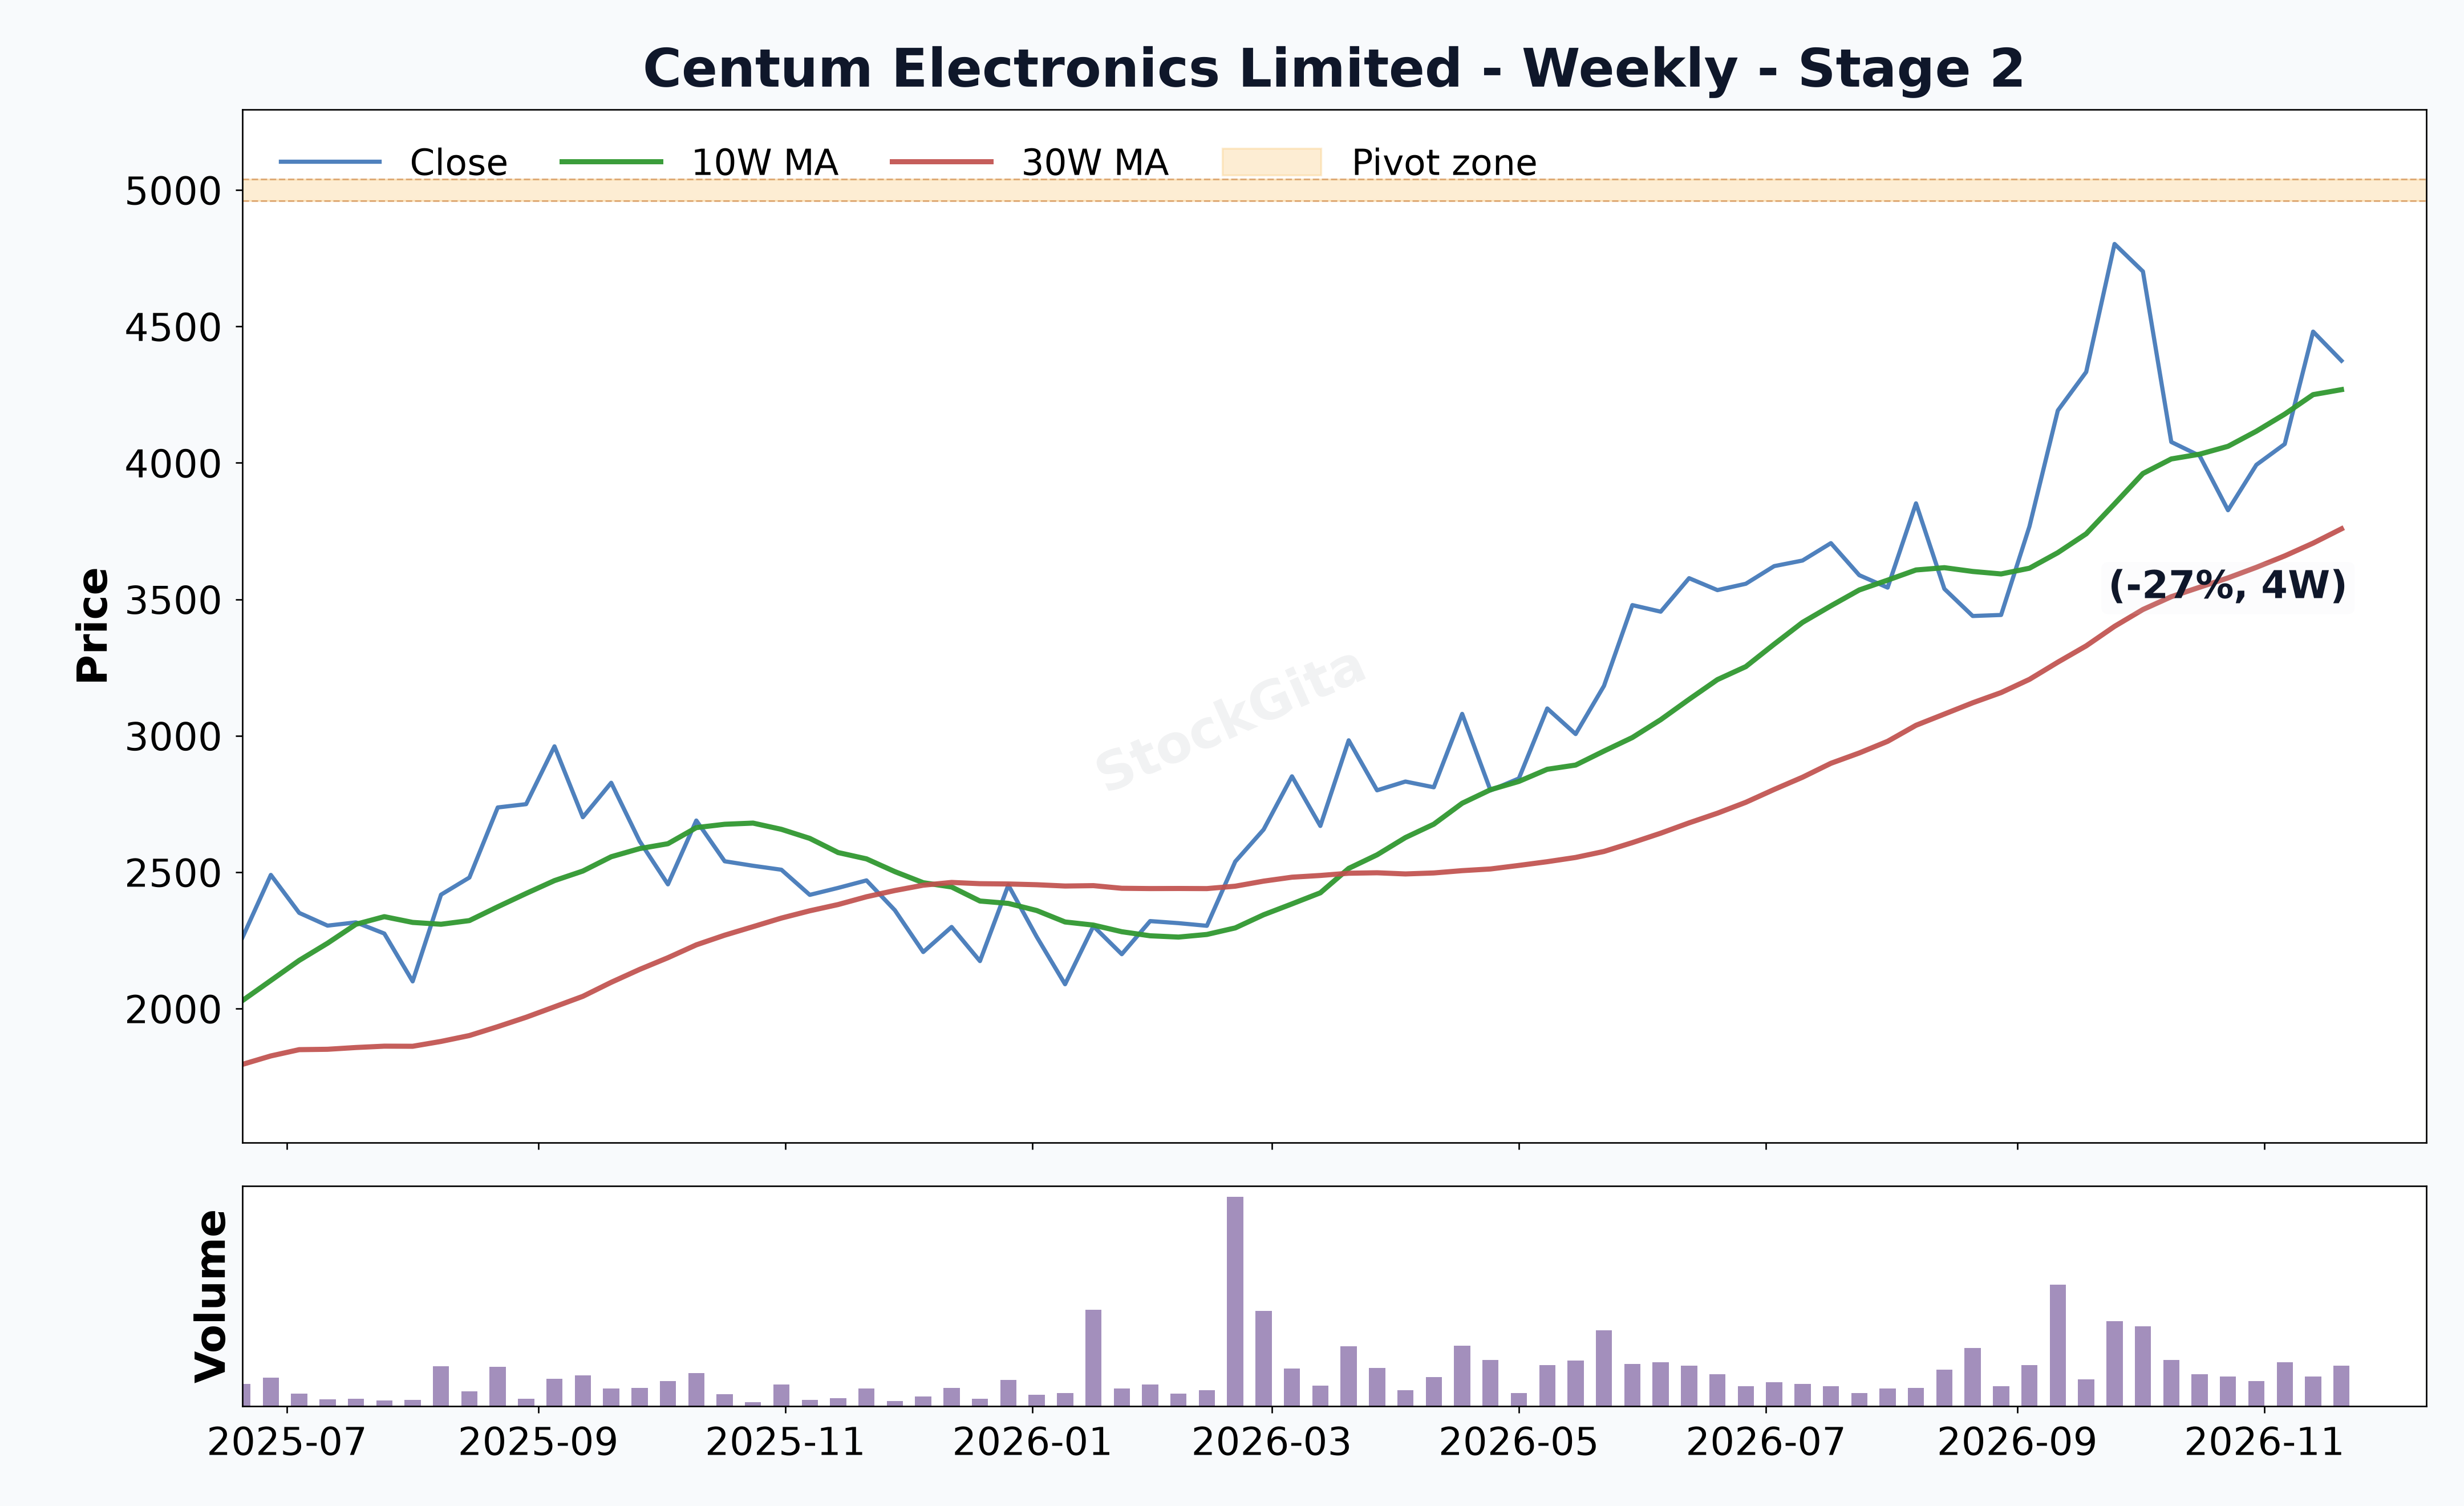 Centum Electronics Limited - Weekly - Stage 2
Close 10W MA 30W MA Pivot zone
5000
4500
4000
3500
3000
2500
2000
Price
(-27%, 4W)
StockGita
Volume
2025-07 2025-09 2025-11 2026-01 2026-03 2026-05 2026-07 2026-09 2026-11